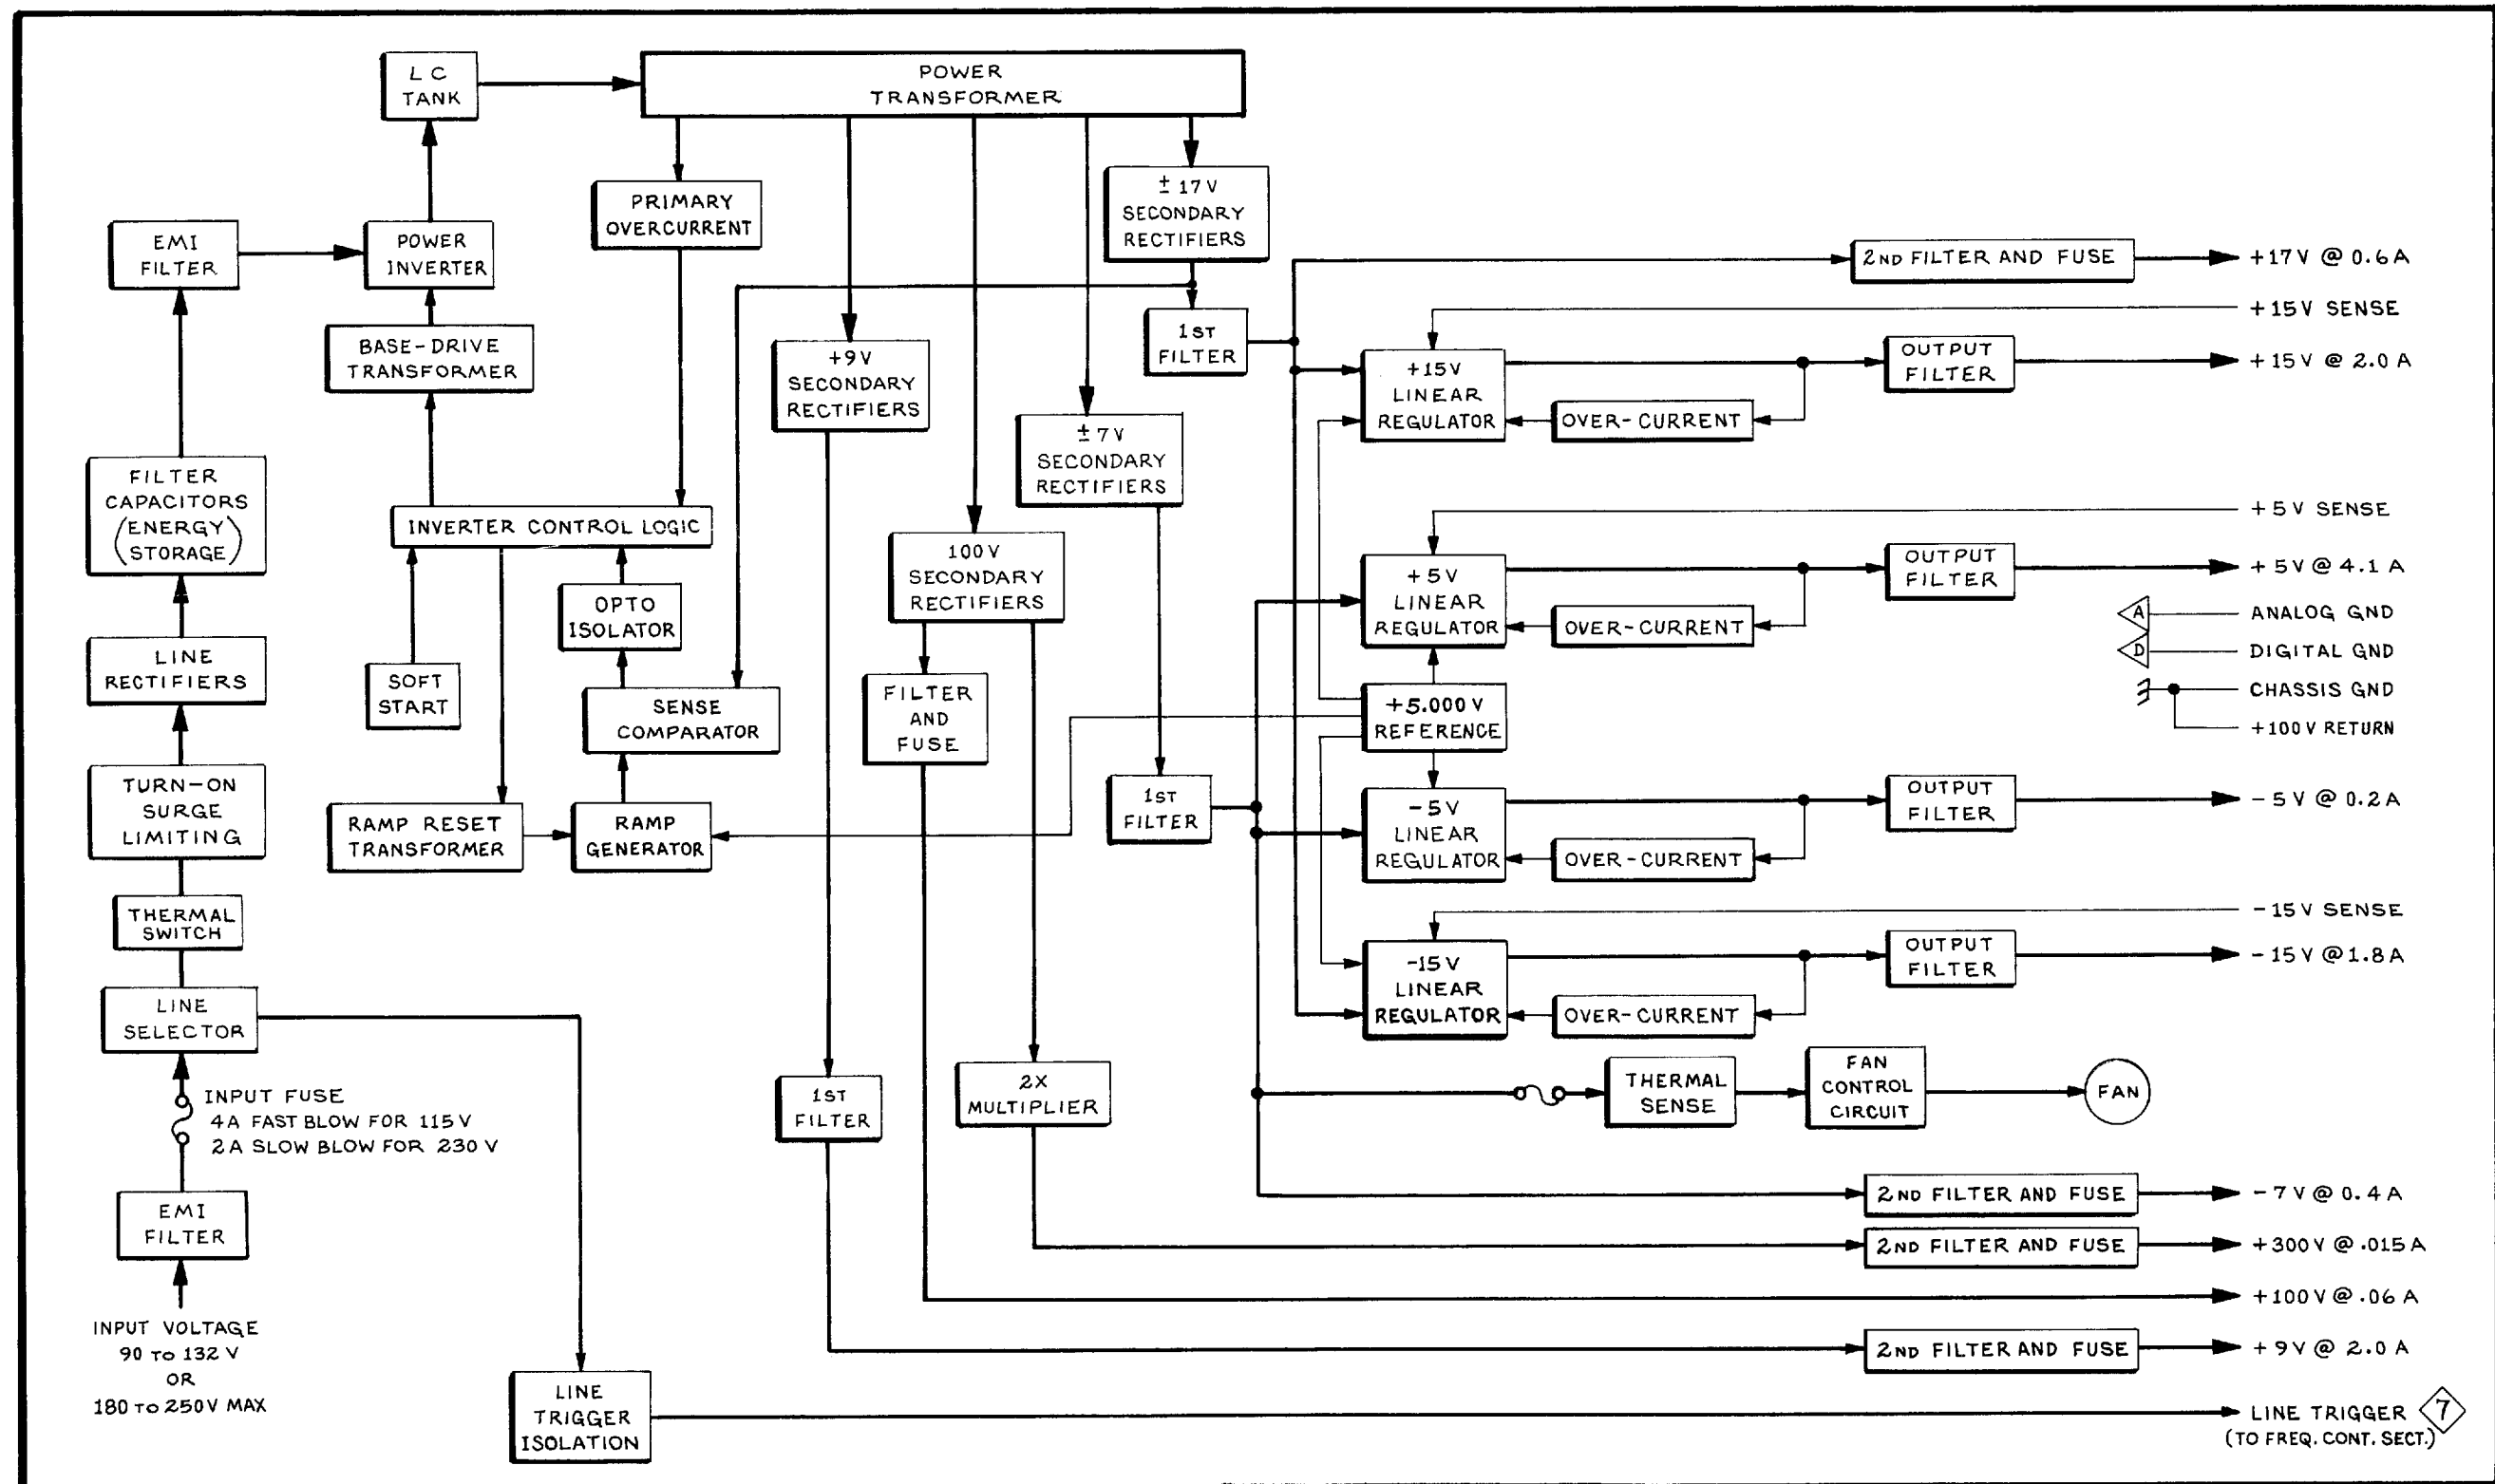 L C
TANK
POWER
TRANSFORMER
PRIMARY
OVERCURRENT
± 17 V
SECONDARY
RECTIFIERS
EMI
FILTER
POWER
INVERTER
2ND FILTER AND FUSE
+17 V @ 0.6 A
BASE-DRIVE
TRANSFORMER
+9V
SECONDARY
RECTIFIERS
1ST
FILTER
+15 V SENSE
+15V
LINEAR
REGULATOR
OUTPUT
FILTER
+15 V @ 2.0 A
OVER-CURRENT
± 7 V
SECONDARY
RECTIFIERS
FILTER
CAPACITORS
(ENERGY
STORAGE)
INVERTER CONTROL LOGIC
100 V
SECONDARY
RECTIFIERS
+ 5 V SENSE
+ 5 V
LINEAR
REGULATOR
OUTPUT
FILTER
+ 5 V @ 4.1 A
OVER-CURRENT
OPTO
ISOLATOR
A
ANALOG GND
D
DIGITAL GND
CHASSIS GND
+100 V RETURN
LINE
RECTIFIERS
SOFT
START
SENSE
COMPARATOR
FILTER
AND
FUSE
+5.000 V
REFERENCE
TURN-ON
SURGE
LIMITING
RAMP RESET
TRANSFORMER
RAMP
GENERATOR
1ST
FILTER
- 5 V
LINEAR
REGULATOR
OUTPUT
FILTER
- 5 V @ 0.2 A
OVER-CURRENT
THERMAL
SWITCH
- 15 V SENSE
-15 V
LINEAR
REGULATOR
OUTPUT
FILTER
- 15 V @ 1.8 A
OVER-CURRENT
LINE
SELECTOR
INPUT FUSE
4A FAST BLOW FOR 115 V
2A SLOW BLOW FOR 230 V
1ST
FILTER
2X
MULTIPLIER
THERMAL
SENSE
FAN
CONTROL
CIRCUIT
FAN
EMI
FILTER
2ND FILTER AND FUSE
- 7 V @ 0.4 A
2ND FILTER AND FUSE
+300V @ .015 A
+100 V @ .06 A
2ND FILTER AND FUSE
+ 9 V @ 2.0 A
INPUT VOLTAGE
90 TO 132 V
OR
180 TO 250V MAX
LINE
TRIGGER
ISOLATION
LINE TRIGGER 7
(TO FREQ. CONT. SECT.)